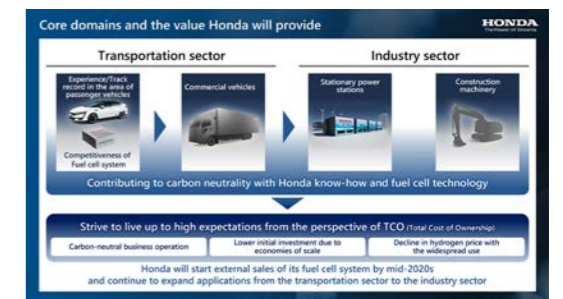 Core domains and the value Honda will provide
HONDA
The Power of Dreams
Transportation sector
Industry sector
Experience/Track
record in the area of
passenger vehicles
Competitiveness of
Fuel cell system
Commercial vehicles
Stationary power
stations
Construction
machinery
Contributing to carbon neutrality with Honda know-how and fuel cell technology
Strive to live up to high expectations from the perspective of TCO (Total Cost of Ownership)
Carbon-neutral business operation
Lower initial investment due to
economies of scale
Decline in hydrogen price with
the widespread use
Honda will start external sales of its fuel cell system by mid-2020s
and continue to expand applications from the transportation sector to the industry sector